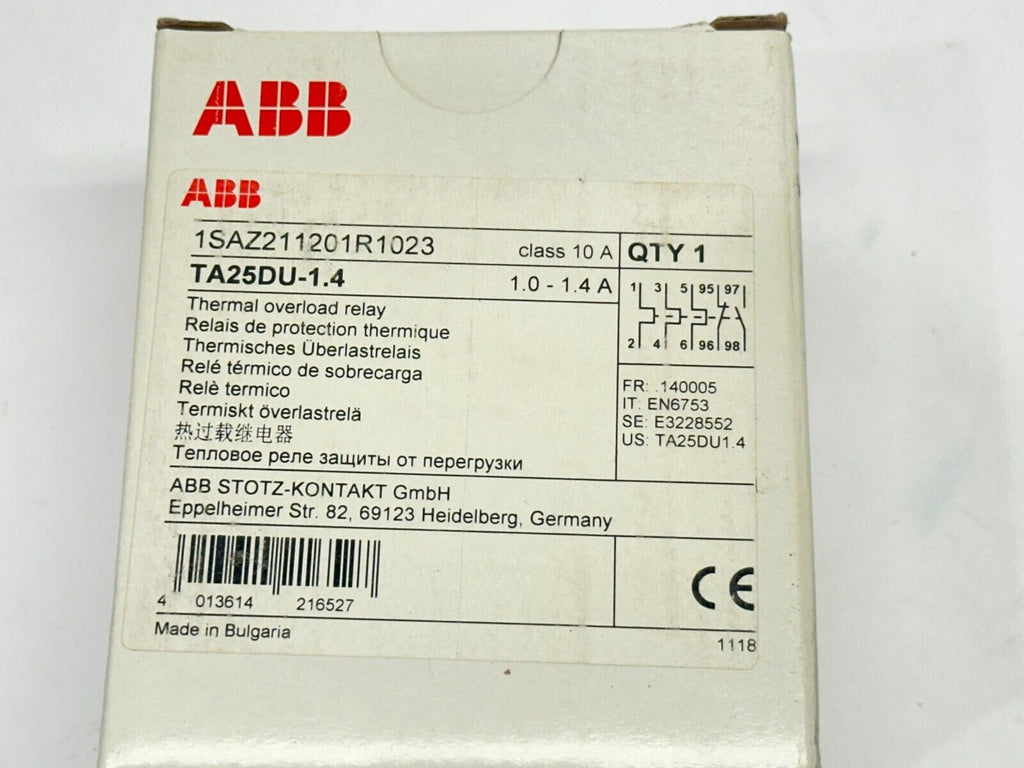 ABB
ABB
1SAZ211201R1023 class 10 A
QTY 1
TA25DU-1.4 1.0 - 1.4 A
1 3 5 95 97
2 4 6 96 98
Thermal overload relay
Relais de protection thermique
Thermisches Überlastrelais
Relé térmico de sobrecarga
Relè termico
Termiskt överlastrelä
热过载继电器
Тепловое реле защиты от перегрузки
FR: .140005
IT: EN6753
SE: E3228552
US: TA25DU1.4
ABB STOTZ-KONTAKT GmbH
Eppelheimer Str. 82, 69123 Heidelberg, Germany
4 013614 216527
CE
Made in Bulgaria
1118